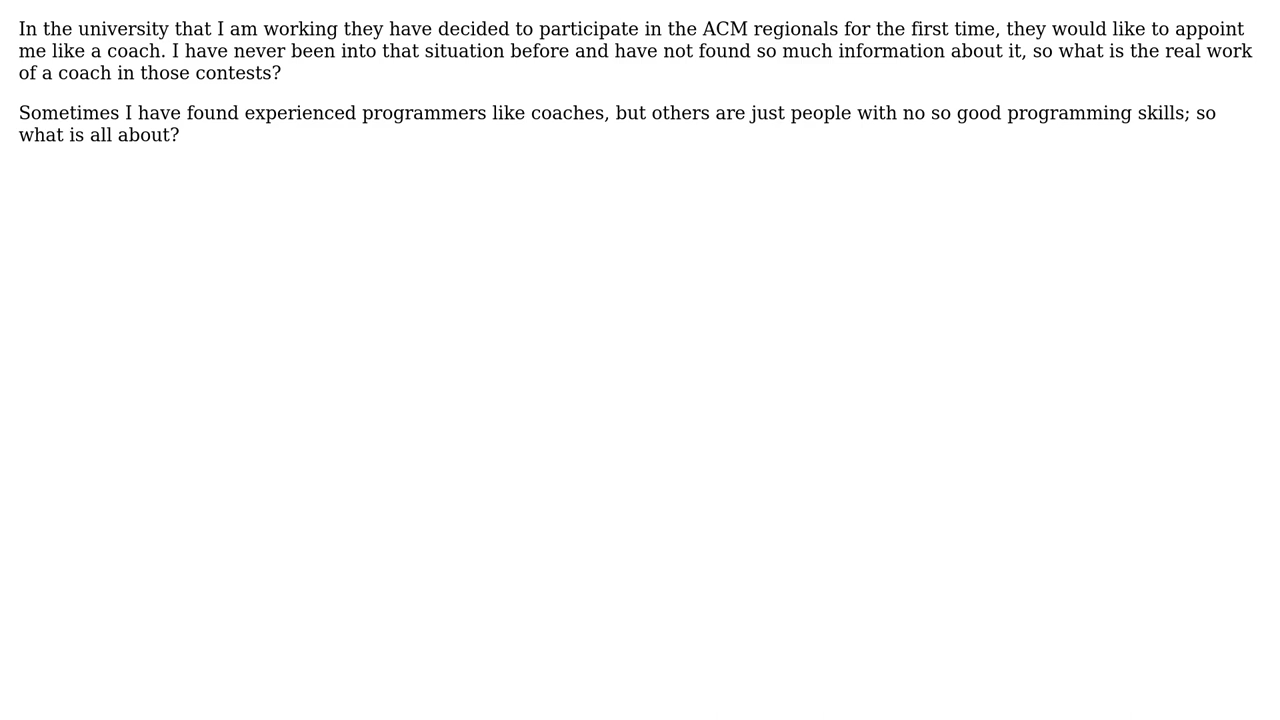 In the university that I am working they have decided to participate in the ACM regionals for the first time, they would like to appoint
me like a coach. I have never been into that situation before and have not found so much information about it, so what is the real work
of a coach in those contests?
Sometimes I have found experienced programmers like coaches, but others are just people with no so good programming skills; so
what is all about?